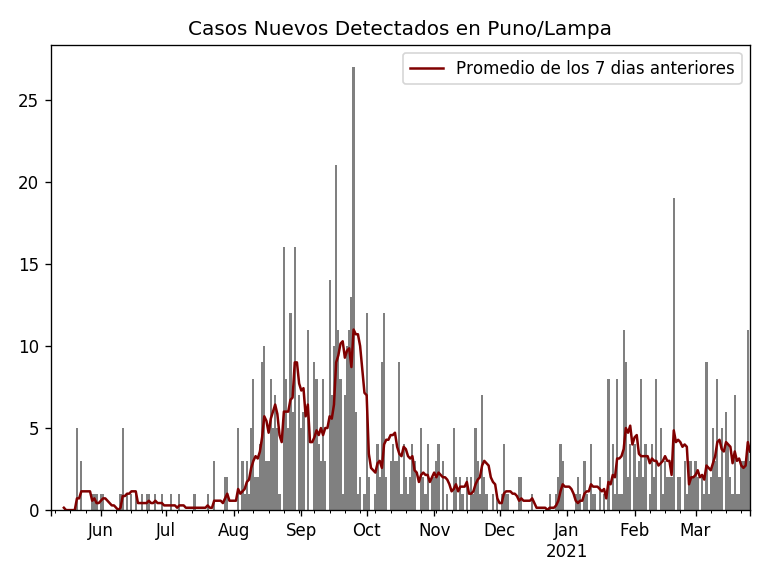 Casos Nuevos Detectados en Puno/Lampa
Promedio de los 7 dias anteriores
25
20
15
10
5
0
Jun Jul Aug Sep Oct Nov Dec Jan Feb Mar
2021